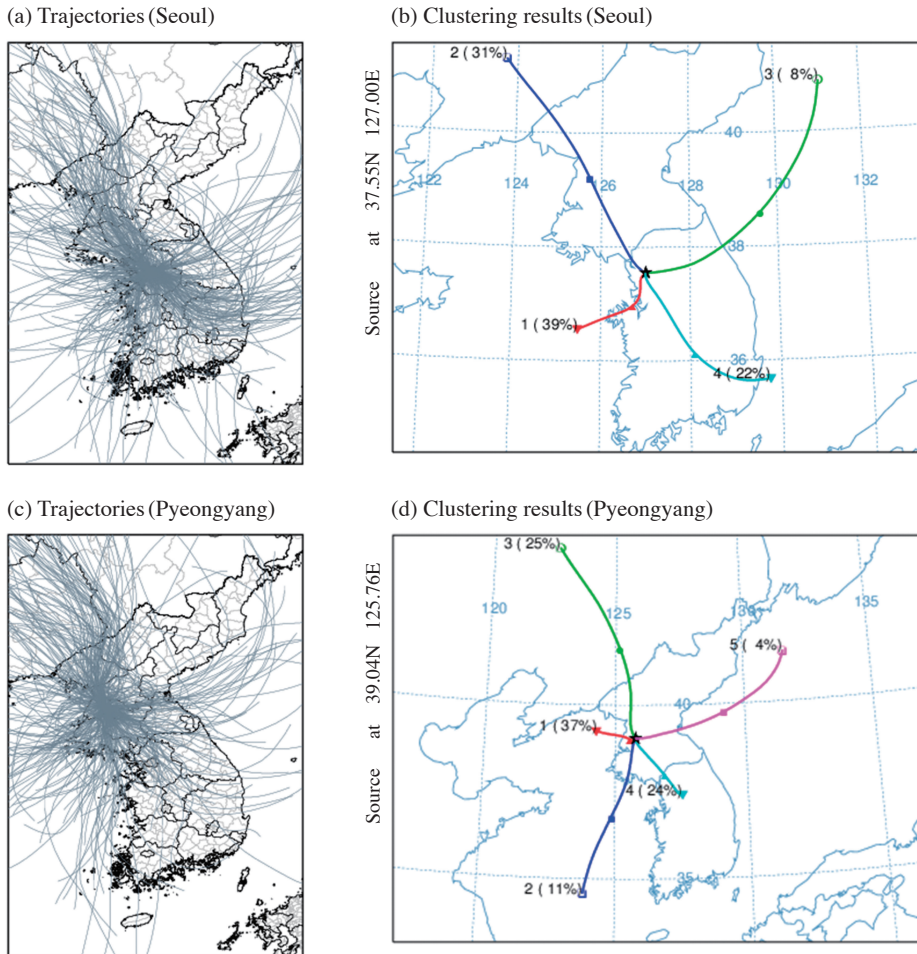 (a) Trajectories (Seoul)
(b) Clustering results (Seoul)
Source at 37.55N 127.00E
2 ( 31%)
3 ( 8%)
40
122
124
126
128
130
132
38
1 ( 39%)
36
4 ( 22%)
(c) Trajectories (Pyeongyang)
(d) Clustering results (Pyeongyang)
Source at 39.04N 125.76E
3 ( 25%)
120
125
130
135
5 ( 4%)
40
1 ( 37%)
4 ( 24%)
2 ( 11%)
35